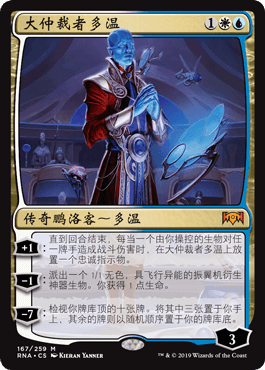 大仲裁者多温 1
传奇鹏洛客～多温
+1 直到回合结束，每当一个由你操控的生物对任
一牌手造成战斗伤害时，在大仲裁者多温上放
置一个忠诚指示物。
-1 派出一个1/1无色，具飞行异能的振翼机衍生
神器生物。你获得1点生命。
-7 检视你牌库顶的十张牌。将其中三张置于你手
上，其余的则以随机顺序置于你的牌库底。
3
167/259 M
RNA • CS KIERAN YANNER
™ & © 2019 Wizards of the Coast